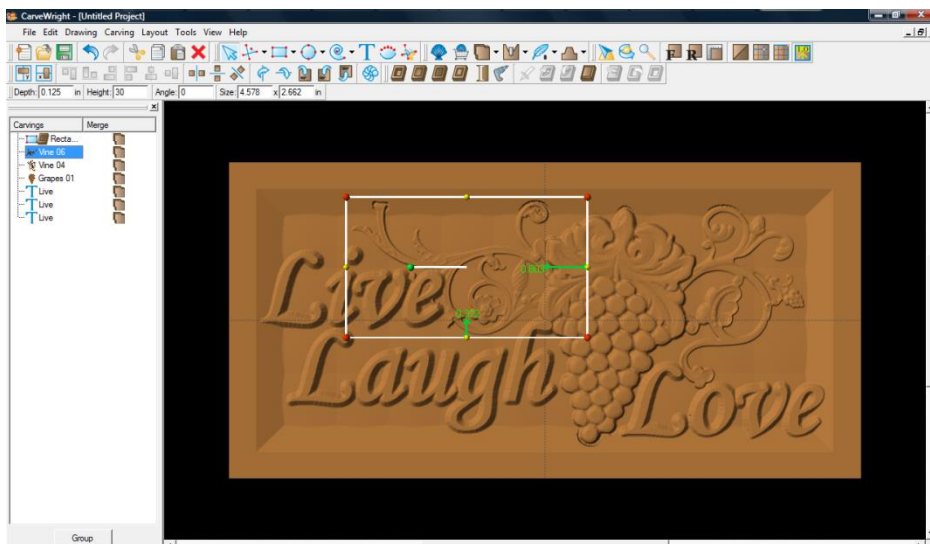 CarveWright - [Untitled Project]
File Edit Drawing Carving Layout Tools View Help
Depth: 0.125 in Height: 30 Angle: 0 Size: 4.578 x 2.662 in
Carvings Merge
Recta...
Vine 06
Vine 04
Grapes 01
Live
Live
Live
Live
Laugh
Love
Group